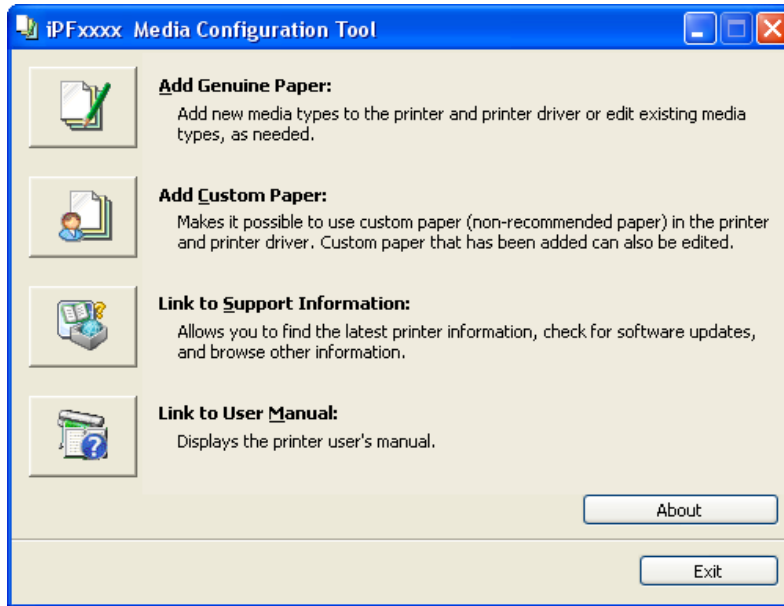 iPFxxxx Media Configuration Tool
Add Genuine Paper:
Add new media types to the printer and printer driver or edit existing media
types, as needed.
Add Custom Paper:
Makes it possible to use custom paper (non-recommended paper) in the printer
and printer driver. Custom paper that has been added can also be edited.
Link to Support Information:
Allows you to find the latest printer information, check for software updates,
and browse other information.
Link to User Manual:
Displays the printer user's manual.
About
Exit